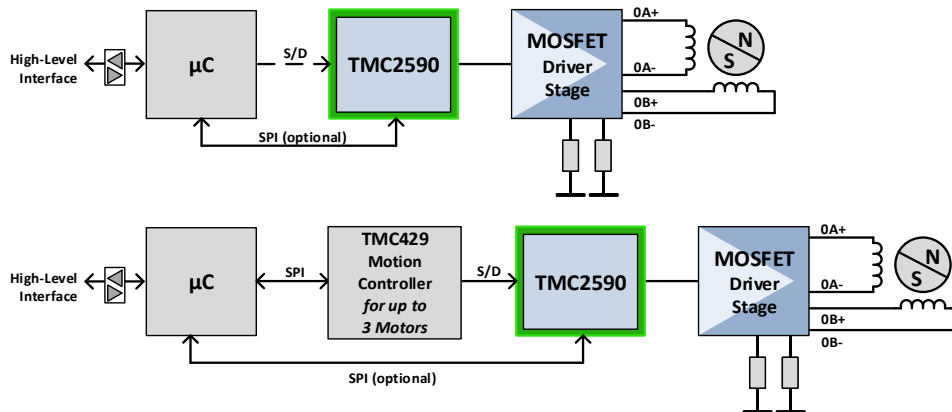 0A+
MOSFET
Driver
Stage
N
S
High-Level
Interface
µC
S/D
TMC2590
0A-
0B+
0B-
SPI (optional)
TMC429
Motion
Controller
for up to
3 Motors
0A+
MOSFET
Driver
Stage
N
S
High-Level
Interface
µC
SPI
S/D
TMC2590
0A-
0B+
0B-
SPI (optional)